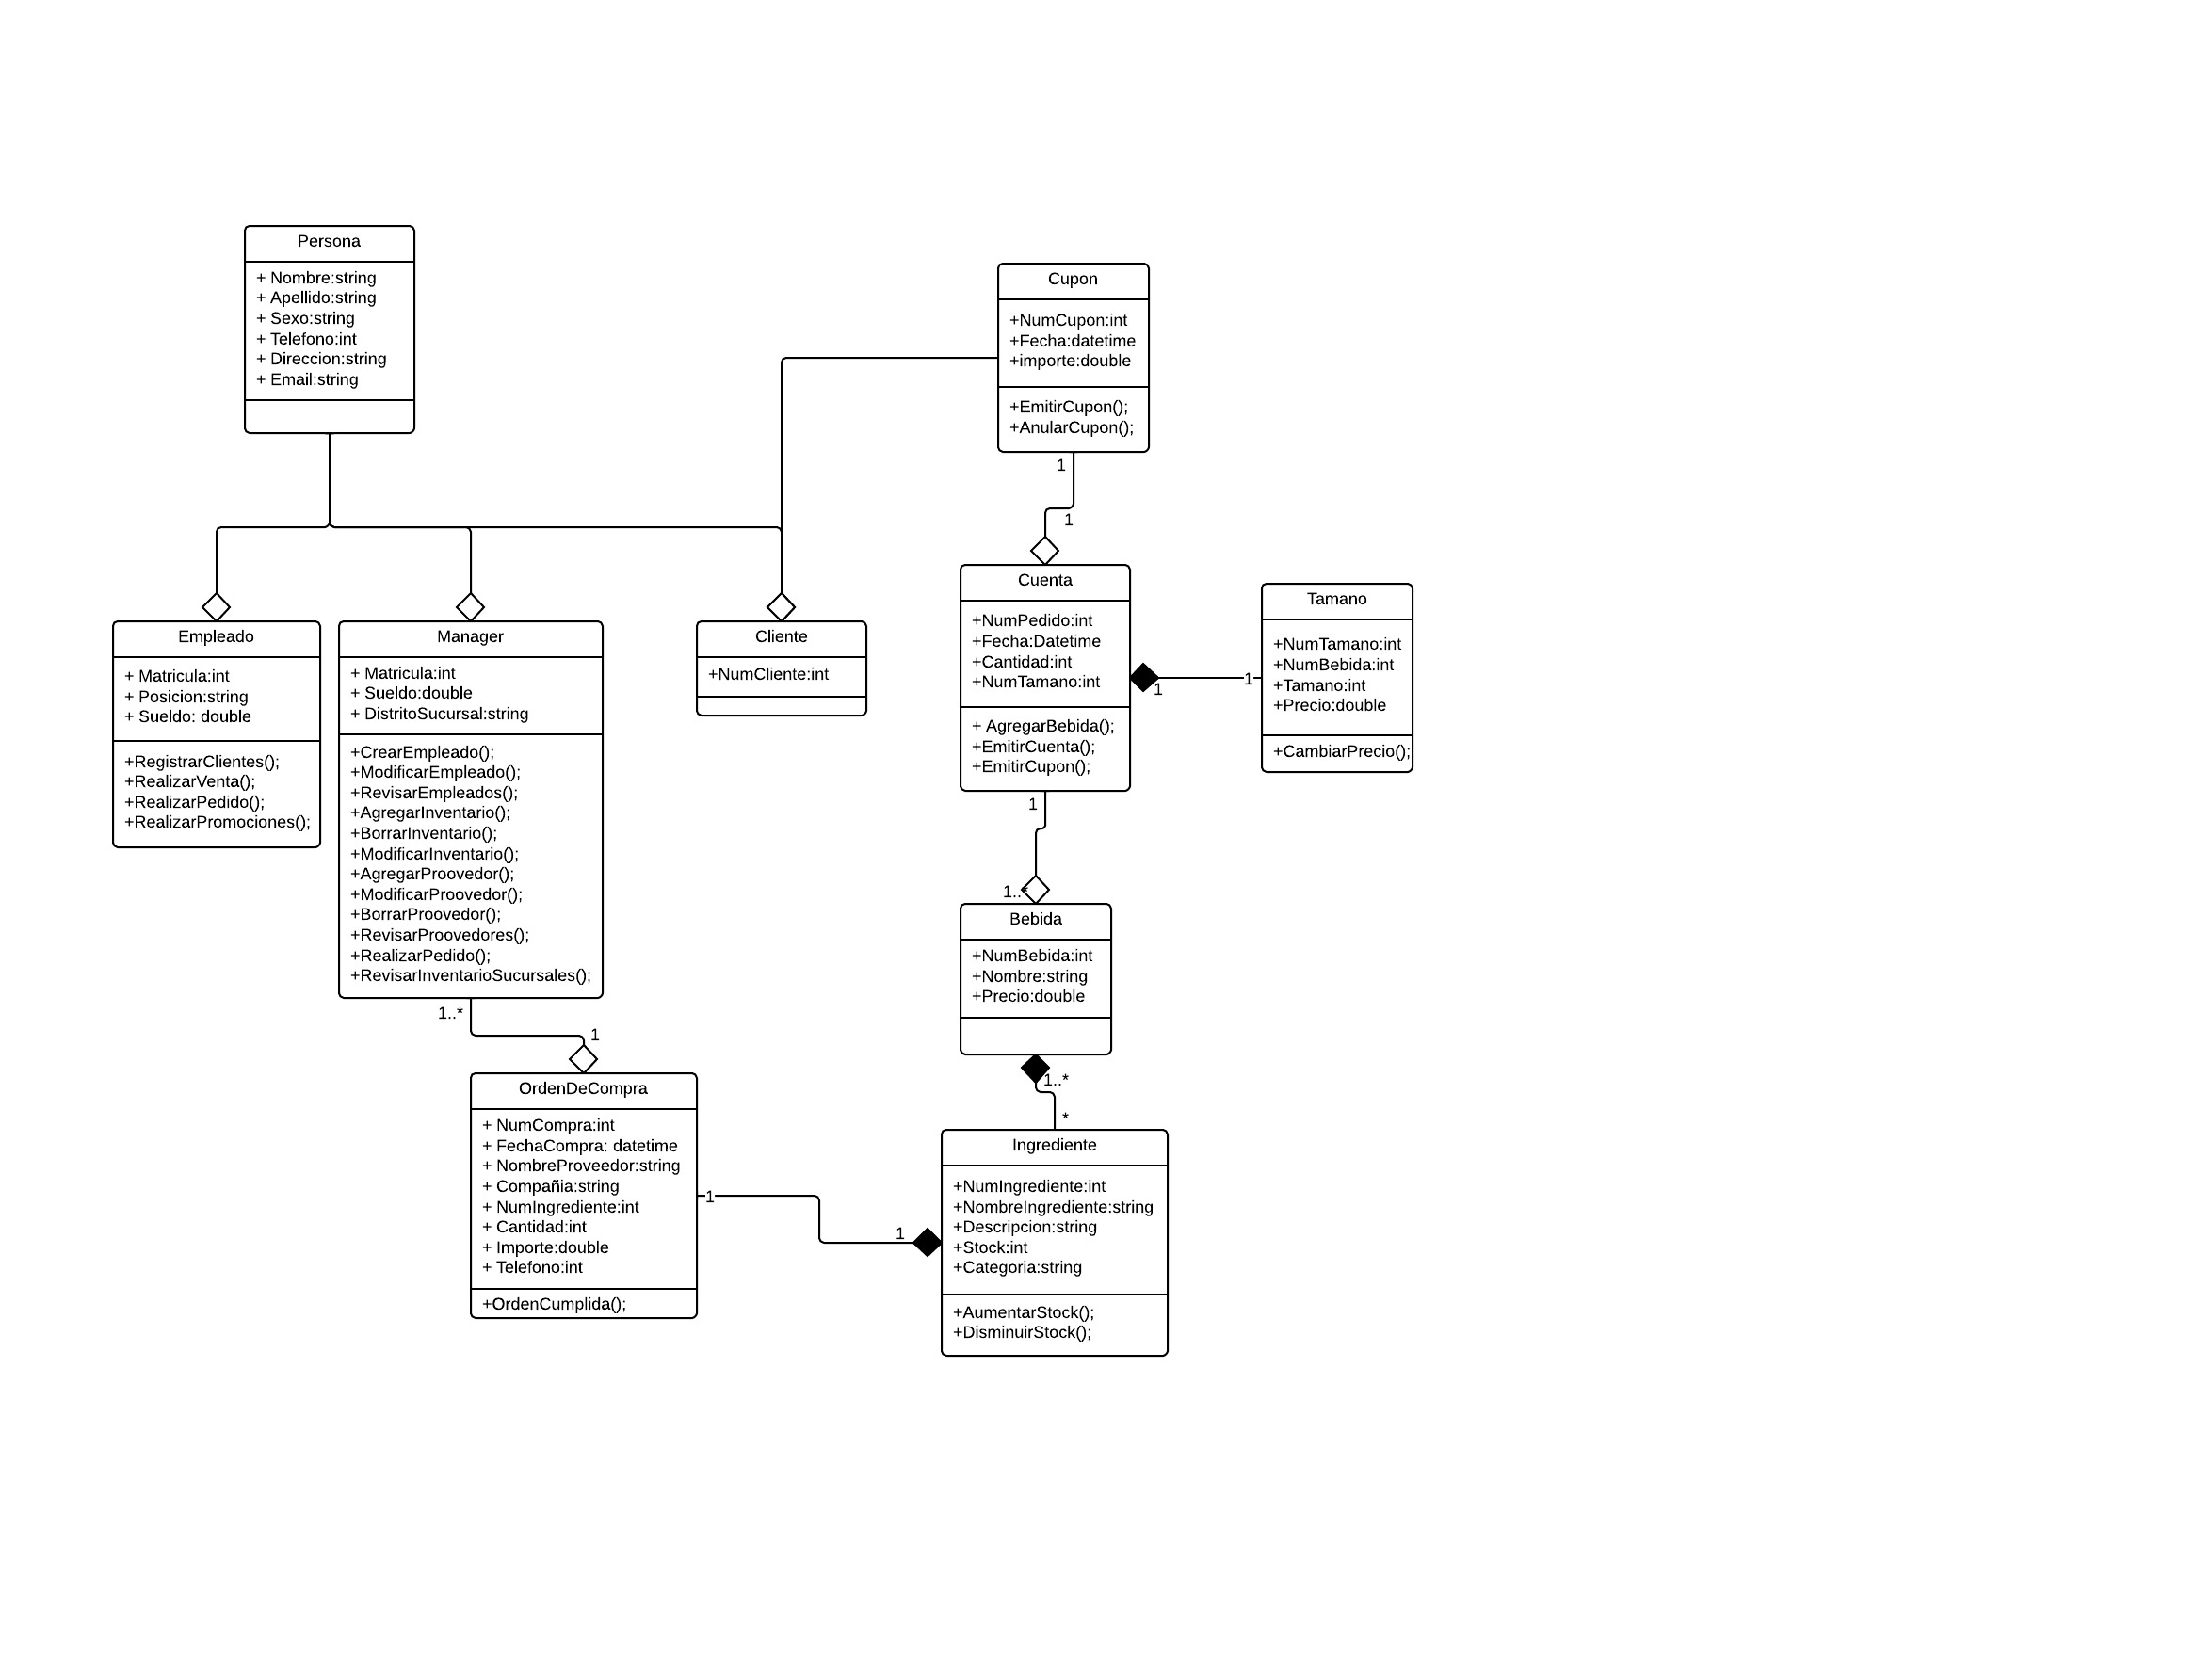 Persona
+ Nombre:string
+ Apellido:string
+ Sexo:string
+ Telefono:int
+ Direccion:string
+ Email:string
Cupon
+NumCupon:int
+Fecha:datetime
+importe:double
+EmitirCupon();
+AnularCupon();
1
1
Empleado
+ Matricula:int
+ Posicion:string
+ Sueldo: double
+RegistrarClientes();
+RealizarVenta();
+RealizarPedido();
+RealizarPromociones();
Manager
+ Matricula:int
+ Sueldo:double
+ DistritoSucursal:string
+CrearEmpleado();
+ModificarEmpleado();
+RevisarEmpleados();
+AgregarInventario();
+BorrarInventario();
+ModificarInventario();
+AgregarProovedor();
+ModificarProovedor();
+BorrarProovedor();
+RevisarProovedores();
+RealizarPedido();
+RevisarInventarioSucursales();
Cliente
+NumCliente:int
Cuenta
+NumPedido:int
+Fecha:Datetime
+Cantidad:int
+NumTamano:int
+ AgregarBebida();
+EmitirCuenta();
+EmitirCupon();
1
1
Tamano
+NumTamano:int
+NumBebida:int
+Tamano:int
+Precio:double
+CambiarPrecio();
1
1..*
Bebida
+NumBebida:int
+Nombre:string
+Precio:double
1..*
*
1..*
1
OrdenDeCompra
+ NumCompra:int
+ FechaCompra: datetime
+ NombreProveedor:string
+ Compañia:string
+ NumIngrediente:int
+ Cantidad:int
+ Importe:double
+ Telefono:int
+OrdenCumplida();
1
1
Ingrediente
+NumIngrediente:int
+NombreIngrediente:string
+Descripcion:string
+Stock:int
+Categoria:string
+AumentarStock();
+DisminuirStock();